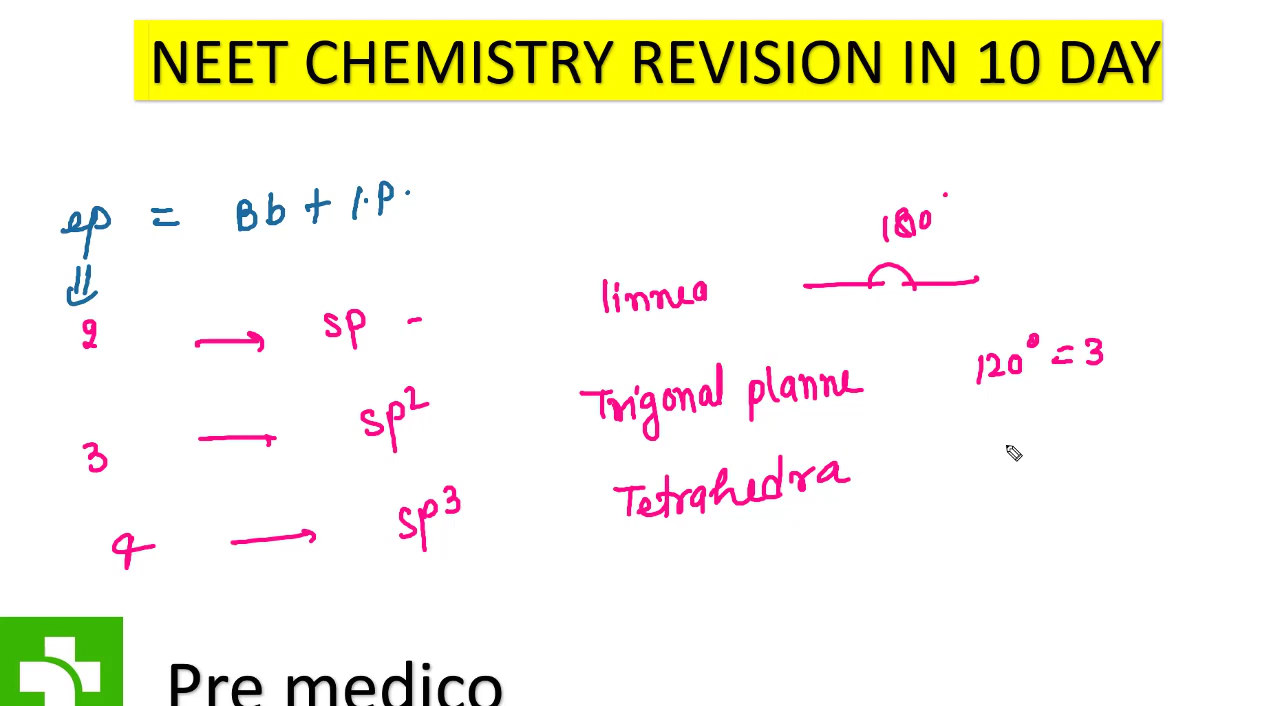 NEET CHEMISTRY REVISION IN 10 DAY
ep = Bb + l.p.
2 → sp - linnea 180°
3 → sp² Trigonal planne 120° = 3
4 → sp³ Tetrahedra
Pre medico